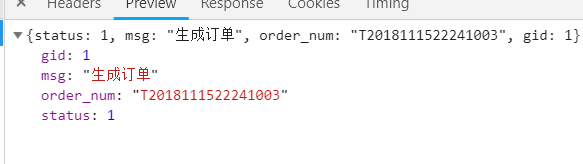 Headers Preview Response Cookies Timing
▼{status: 1, msg: "生成订单", order_num: "T2018111522241003", gid: 1}
gid: 1
msg: "生成订单"
order_num: "T2018111522241003"
status: 1